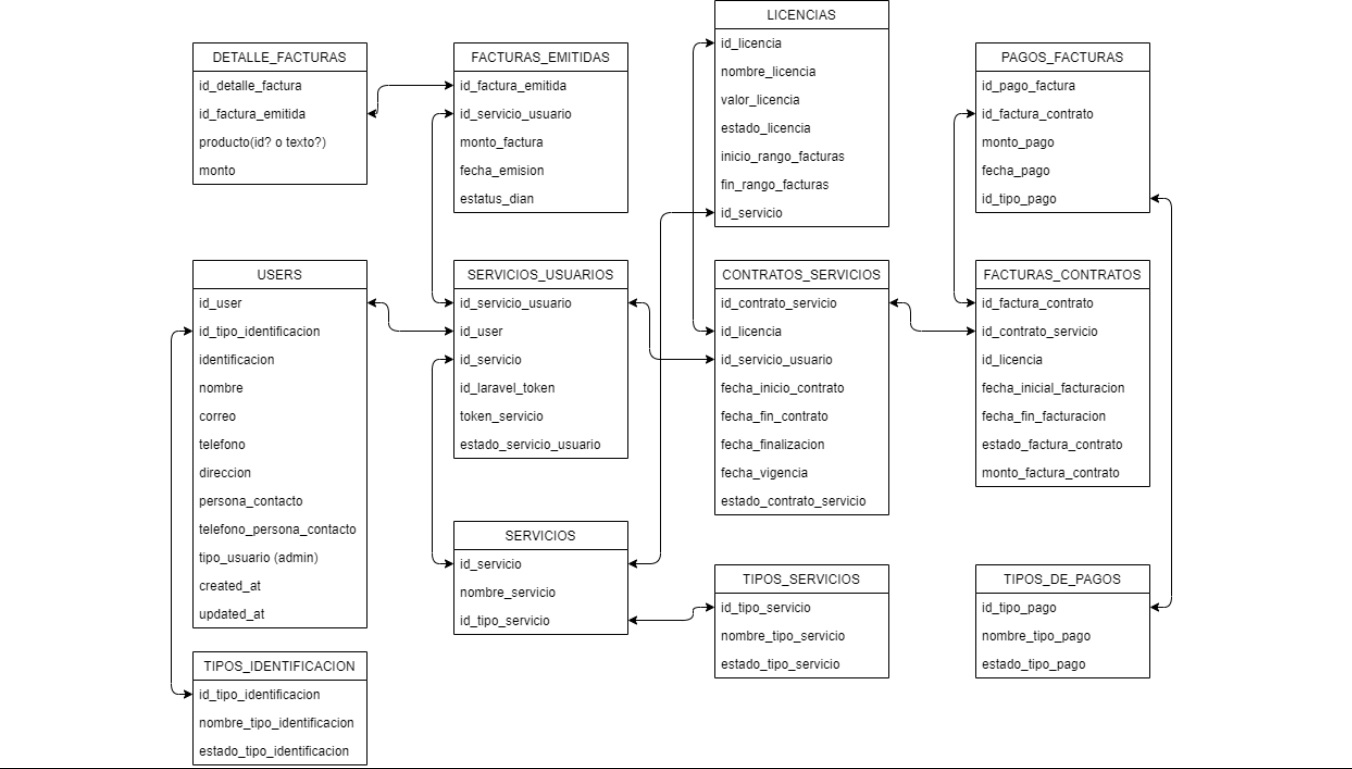 DETALLE_FACTURAS
id_detalle_factura
id_factura_emitida
producto(id? o texto?)
monto
FACTURAS_EMITIDAS
id_factura_emitida
id_servicio_usuario
monto_factura
fecha_emision
estatus_dian
LICENCIAS
id_licencia
nombre_licencia
valor_licencia
estado_licencia
inicio_rango_facturas
fin_rango_facturas
id_servicio
PAGOS_FACTURAS
id_pago_factura
id_factura_contrato
monto_pago
fecha_pago
id_tipo_pago
USERS
id_user
id_tipo_identificacion
identificacion
nombre
correo
telefono
direccion
persona_contacto
telefono_persona_contacto
tipo_usuario (admin)
created_at
updated_at
SERVICIOS_USUARIOS
id_servicio_usuario
id_user
id_servicio
id_laravel_token
token_servicio
estado_servicio_usuario
CONTRATOS_SERVICIOS
id_contrato_servicio
id_licencia
id_servicio_usuario
fecha_inicio_contrato
fecha_fin_contrato
fecha_finalizacion
fecha_vigencia
estado_contrato_servicio
FACTURAS_CONTRATOS
id_factura_contrato
id_contrato_servicio
id_licencia
fecha_inicial_facturacion
fecha_fin_facturacion
estado_factura_contrato
monto_factura_contrato
SERVICIOS
id_servicio
nombre_servicio
id_tipo_servicio
TIPOS_SERVICIOS
id_tipo_servicio
nombre_tipo_servicio
estado_tipo_servicio
TIPOS_DE_PAGOS
id_tipo_pago
nombre_tipo_pago
estado_tipo_pago
TIPOS_IDENTIFICACION
id_tipo_identificacion
nombre_tipo_identificacion
estado_tipo_identificacion